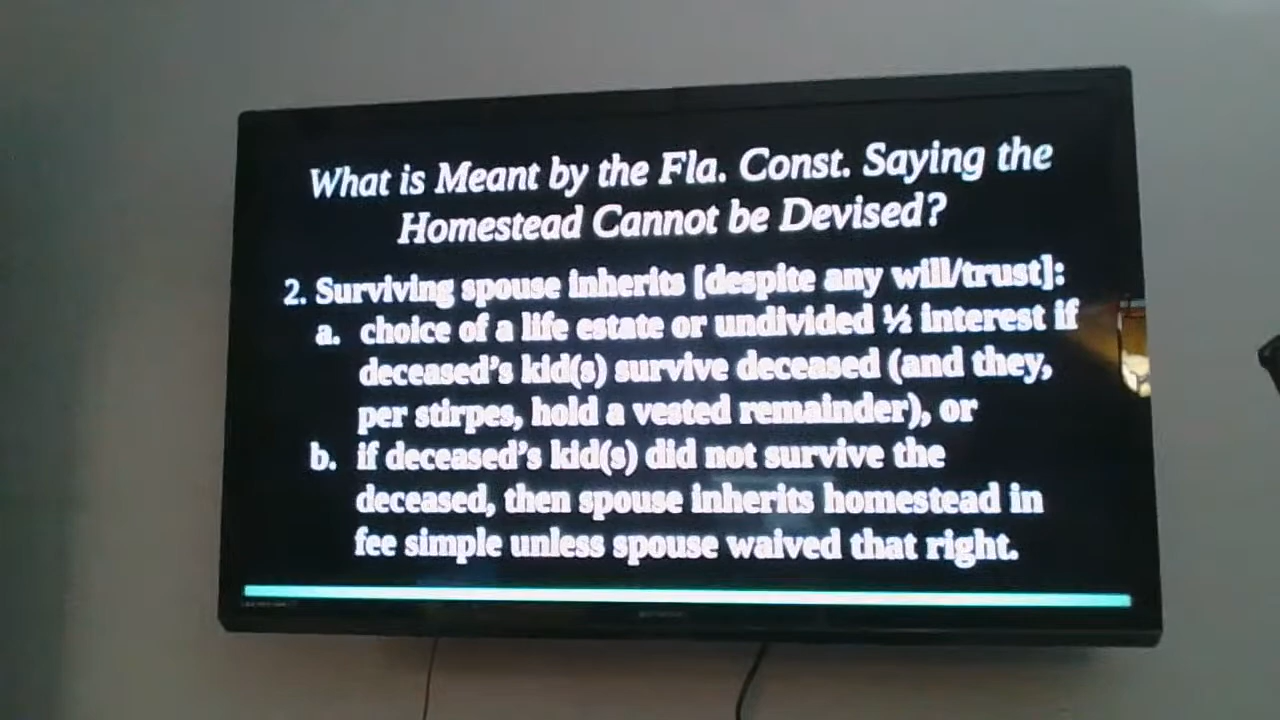 What is Meant by the Fla. Const. Saying the
Homestead Cannot be Devised?
2. Surviving spouse inherits [despite any will/trust]:
a. choice of a life estate or undivided ½ interest if
deceased's kid(s) survive deceased (and they,
per stirpes, hold a vested remainder), or
b. if deceased's kid(s) did not survive the
deceased, then spouse inherits homestead in
fee simple unless spouse waived that right.